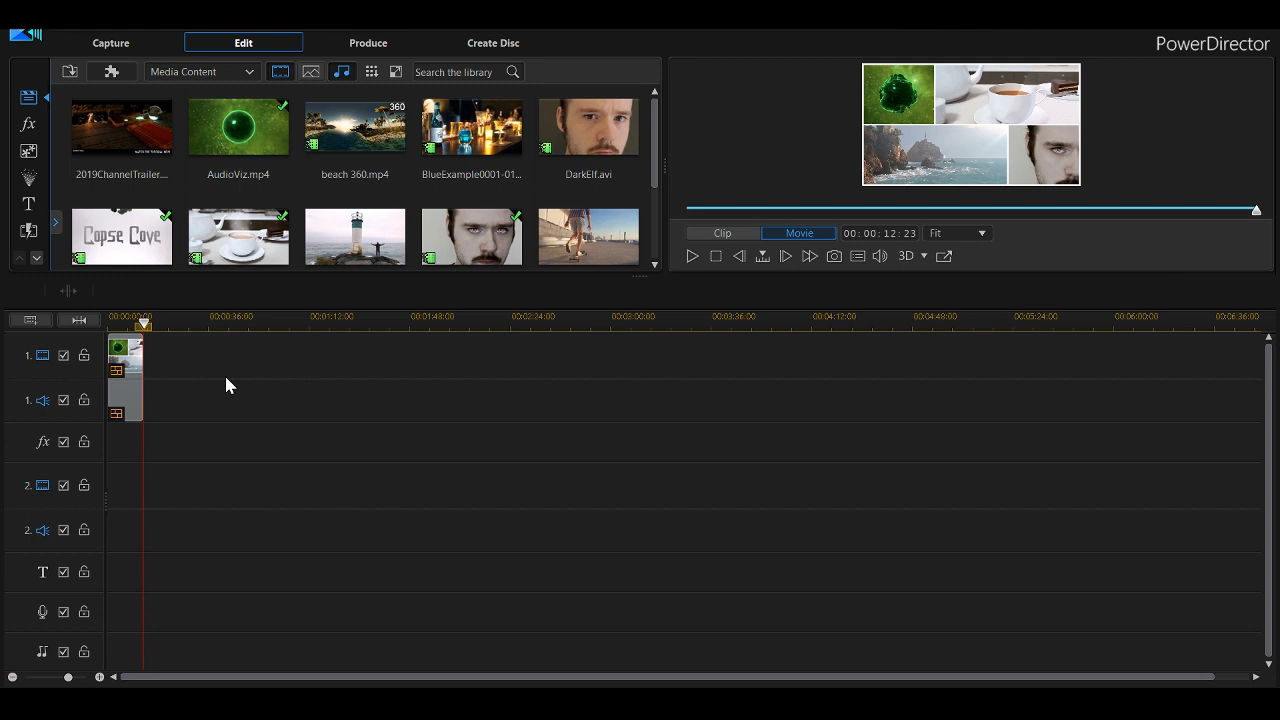 Capture Edit Produce Create Disc PowerDirector
Media Content Search the library
360
2019ChannelTrailer... AudioViz.mp4 beach 360.mp4 BlueExample0001-01... DarkElf.avi
Copse Cove
Clip Movie 00:00:12:23 Fit
3D
00:00:36:00 00:01:12:00 00:01:48:00 00:02:24:00 00:03:00:00 00:03:36:00 00:04:12:00 00:04:48:00 00:05:24:00 00:06:00:00 00:06:36:00
1.
1.
fx
2.
2.
T